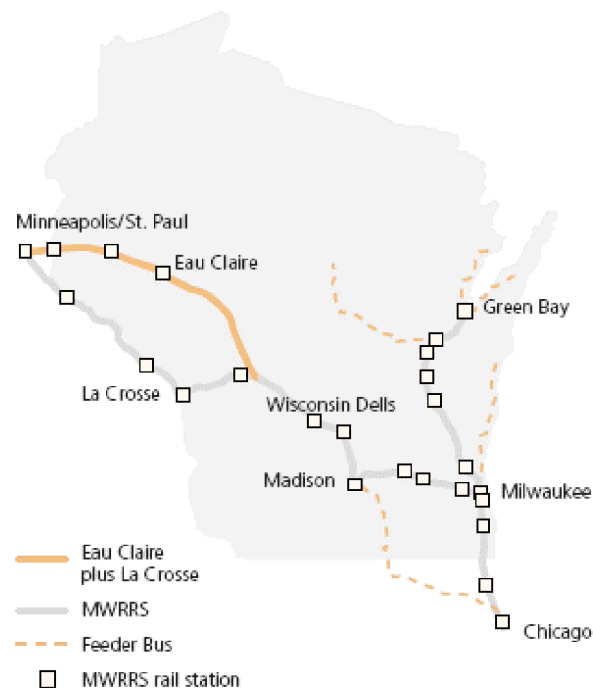 Minneapolis/St. Paul
Eau Claire
Green Bay
La Crosse
Wisconsin Dells
Madison
Milwaukee
Eau Claire
plus La Crosse
MWRRS
Feeder Bus
Chicago
MWRRS rail station